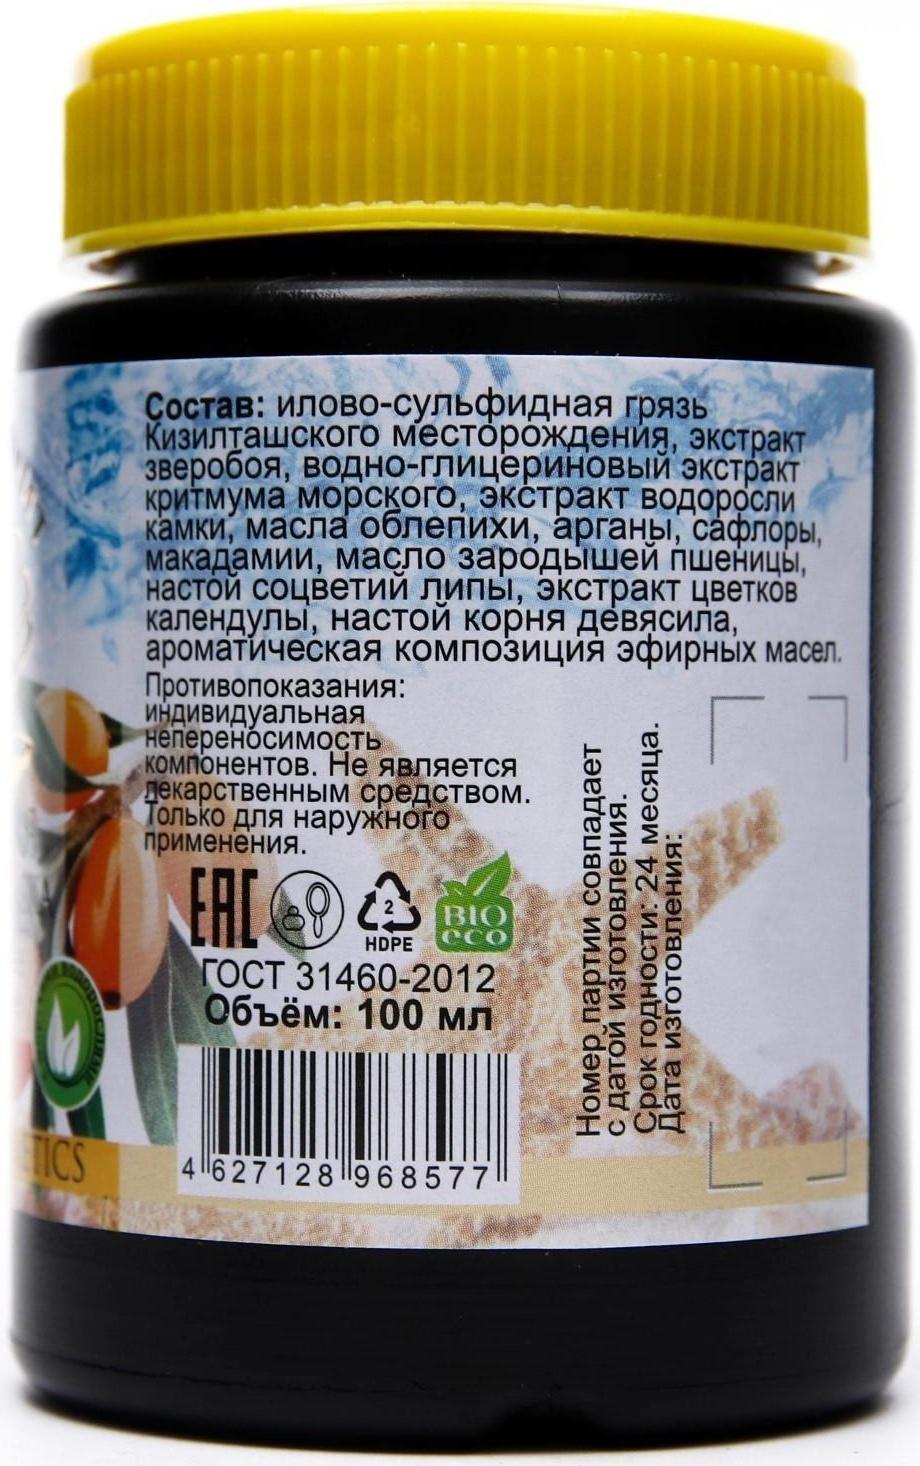 Состав: илово-сульфидная грязь
Кизилташского месторождения, экстракт
зверобоя, водно-глицериновый экстракт
критмума морского, экстракт водоросли
камки, масла облепихи, арганы, сафлоры,
макадамии, масло зародышей пшеницы,
настой соцветий липы, экстракт цветков
календулы, настой корня девясила,
ароматическая композиция эфирных масел.
Противопоказания:
индивидуальная
непереносимость
компонентов. Не является
лекарственным средством.
Только для наружного
применения.
ЕАС
2
HDPE
BIO
eco
ГОСТ 31460-2012
Объём: 100 мл
4 627128 968577
Номер партии совпадает
с датой изготовления.
Срок годности: 24 месяца.
Дата изготовления:
водорослями
ETICS